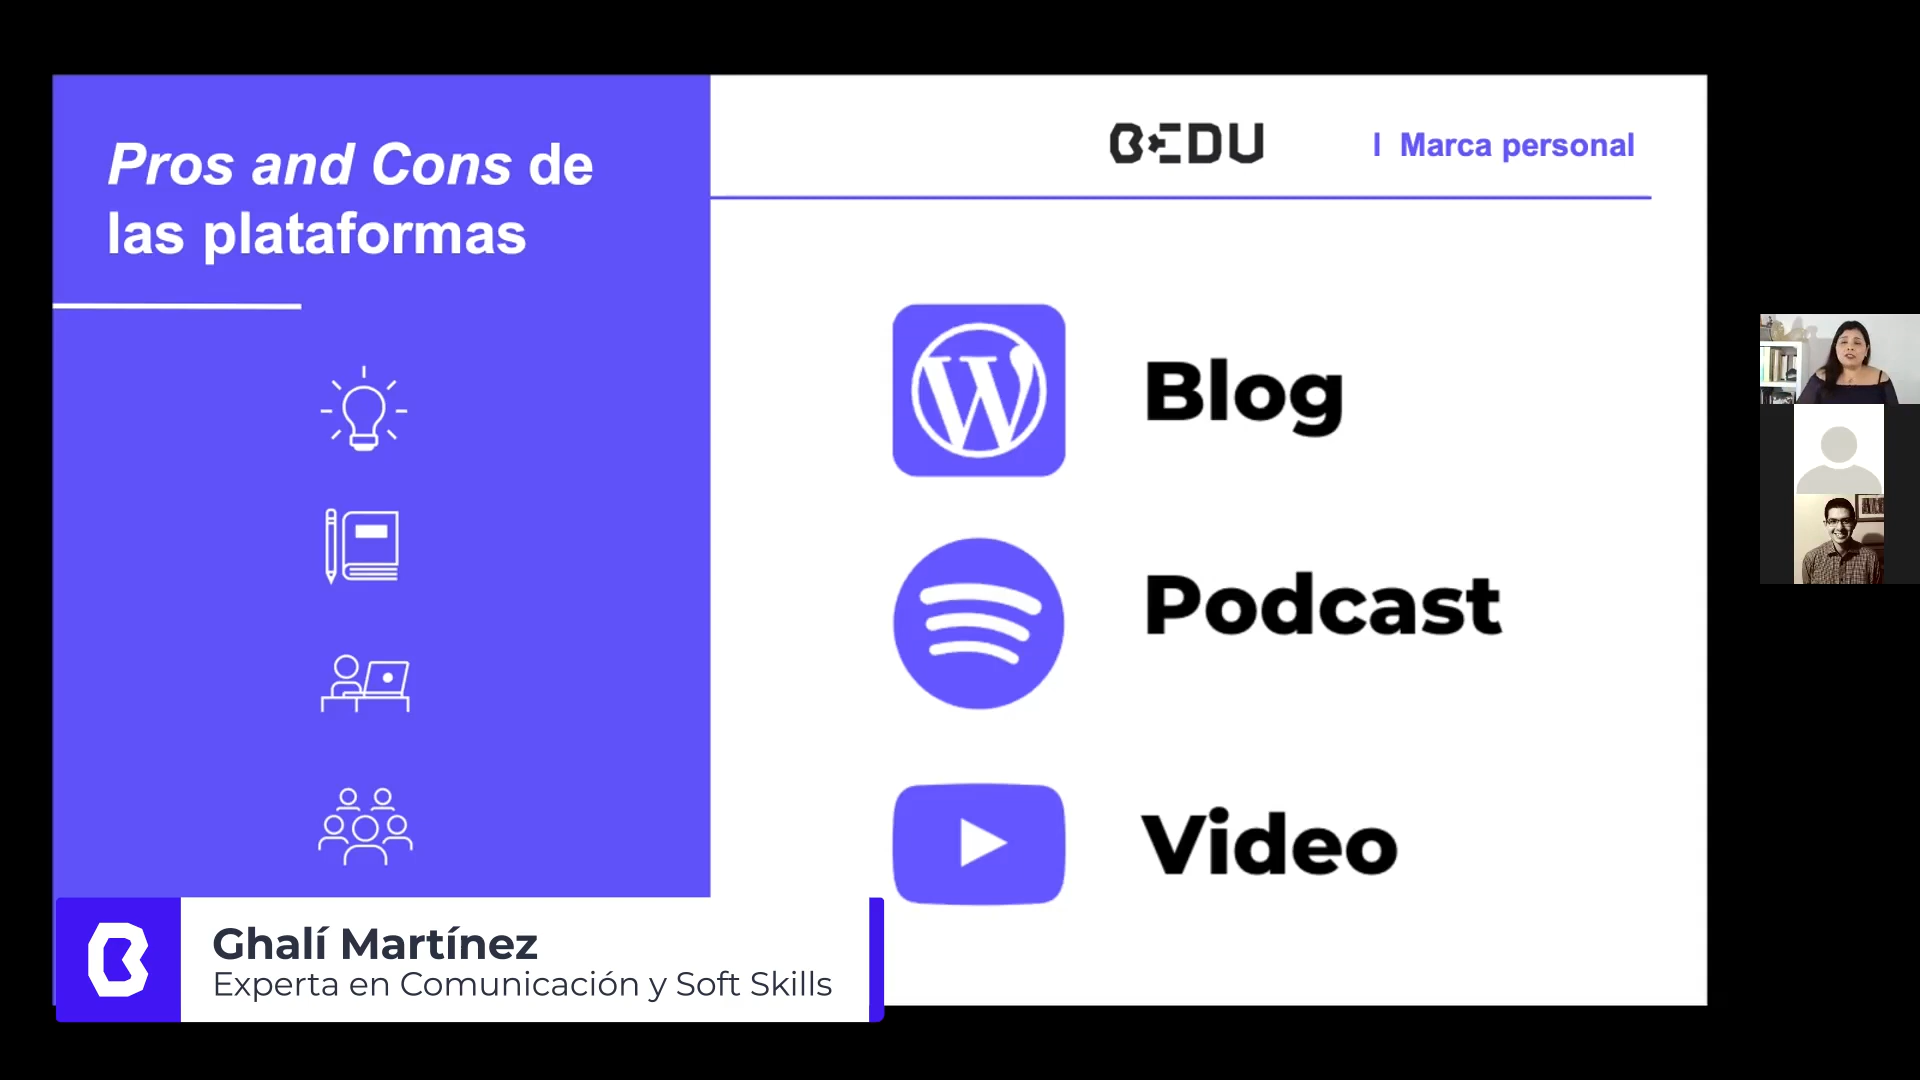 Pros and Cons de
las plataformas
BEDU
| Marca personal
Blog
Podcast
Video
Ghalí Martínez
Experta en Comunicación y Soft Skills